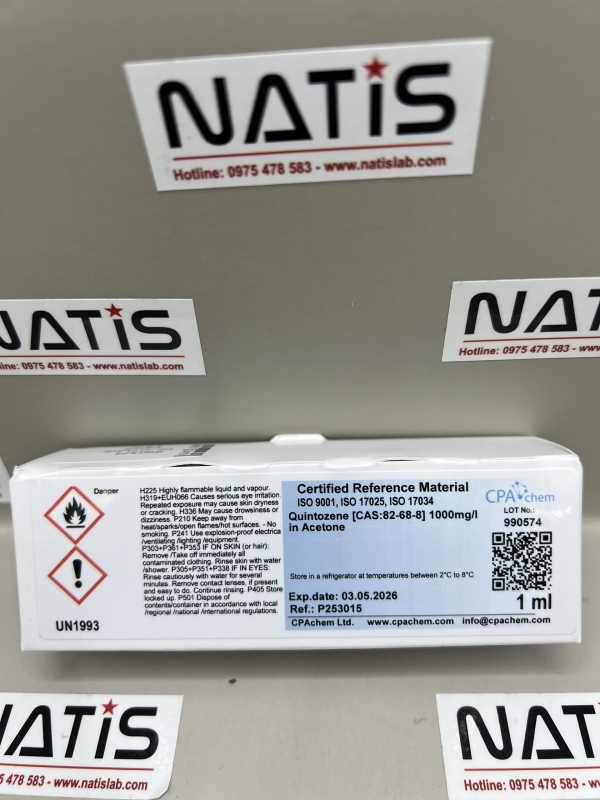 NATiS
Hotline: 0975 478 583 - www.natislab.com
NATiS
ine: 0975 478 583 - www.natislab.com
NATi
Hotline: 0975 478 583 - www.nat
Danger
UN1993
H225 Highly flammable liquid and vapour.
H319+EUH066 Causes serious eye irritation.
Repeated exposure may cause skin dryness
or cracking. H336 May cause drowsiness or
dizziness. P210 Keep away from
heat/sparks/open flames/hot surfaces. - No
smoking. P241 Use explosion-proof electrica
/ventilating /lighting /equipment.
P303+P361+P353 IF ON SKIN (or hair):
Remove /Take off immediately all
contaminated clothing. Rinse skin with water
/shower. P305+P351+P338 IF IN EYES:
Rinse cautiously with water for several
minutes. Remove contact lenses, if present
and easy to do. Continue rinsing. P405 Store
locked up. P501 Dispose of
contents/container in accordance with local
/regional /national /international regulations.
Certified Reference Material
ISO 9001, ISO 17025, ISO 17034
Quintozene [CAS:82-68-8] 1000mg/l
in Acetone
Store in a refrigerator at temperatures between 2°C to 8°C
Exp.date: 03.05.2026
Ref.: P253015
CPAchem Ltd. www.cpachem.com info@cpachem.com
CPAchem
LOT No.:
990574
1 ml
NATiS
5 478 583 - www.natislab.com
NATiS
Hotline: 0975 478 583 - www.natislab